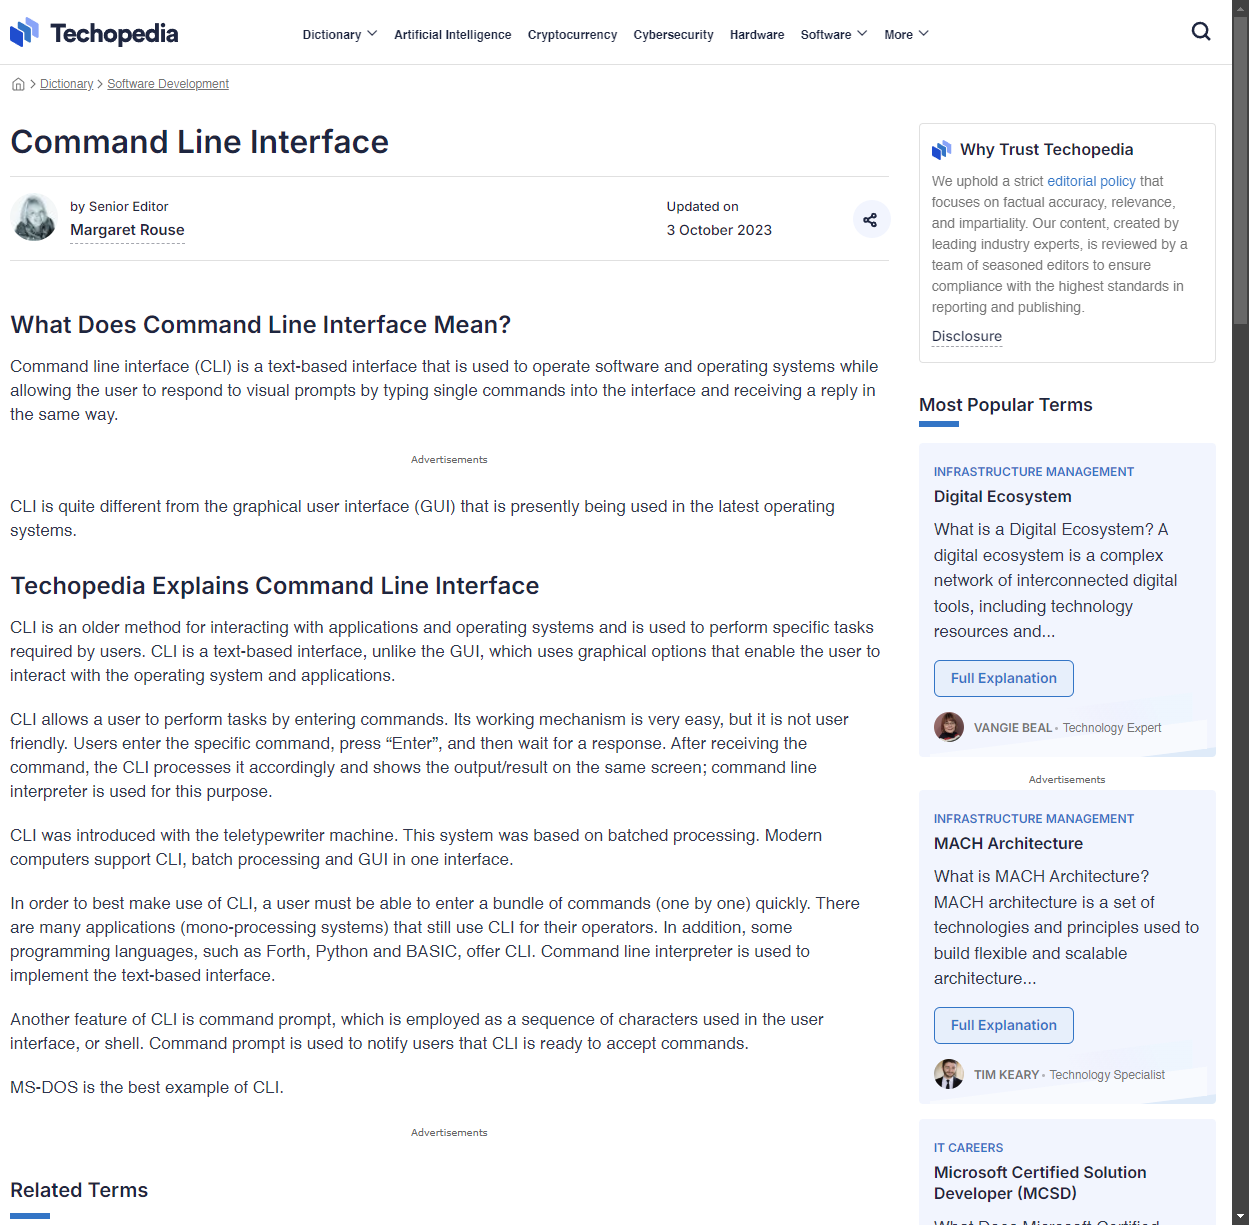 Techopedia
Dictionary Artificial Intelligence Cryptocurrency Cybersecurity Hardware Software More
Dictionary Software Development
Command Line Interface
by Senior Editor
Margaret Rouse
Updated on
3 October 2023
What Does Command Line Interface Mean?
Command line interface (CLI) is a text-based interface that is used to operate software and operating systems while
allowing the user to respond to visual prompts by typing single commands into the interface and receiving a reply in
the same way.
Advertisements
CLI is quite different from the graphical user interface (GUI) that is presently being used in the latest operating
systems.
Techopedia Explains Command Line Interface
CLI is an older method for interacting with applications and operating systems and is used to perform specific tasks
required by users. CLI is a text-based interface, unlike the GUI, which uses graphical options that enable the user to
interact with the operating system and applications.
CLI allows a user to perform tasks by entering commands. Its working mechanism is very easy, but it is not user
friendly. Users enter the specific command, press “Enter”, and then wait for a response. After receiving the
command, the CLI processes it accordingly and shows the output/result on the same screen; command line
interpreter is used for this purpose.
CLI was introduced with the teletypewriter machine. This system was based on batched processing. Modern
computers support CLI, batch processing and GUI in one interface.
In order to best make use of CLI, a user must be able to enter a bundle of commands (one by one) quickly. There
are many applications (mono-processing systems) that still use CLI for their operators. In addition, some
programming languages, such as Forth, Python and BASIC, offer CLI. Command line interpreter is used to
implement the text-based interface.
Another feature of CLI is command prompt, which is employed as a sequence of characters used in the user
interface, or shell. Command prompt is used to notify users that CLI is ready to accept commands.
MS-DOS is the best example of CLI.
Advertisements
Related Terms
Why Trust Techopedia
We uphold a strict editorial policy that
focuses on factual accuracy, relevance,
and impartiality. Our content, created by
leading industry experts, is reviewed by a
team of seasoned editors to ensure
compliance with the highest standards in
reporting and publishing.
Disclosure
Most Popular Terms
INFRASTRUCTURE MANAGEMENT
Digital Ecosystem
What is a Digital Ecosystem? A
digital ecosystem is a complex
network of interconnected digital
tools, including technology
resources and...
Full Explanation
VANGIE BEAL • Technology Expert
Advertisements
INFRASTRUCTURE MANAGEMENT
MACH Architecture
What is MACH Architecture?
MACH architecture is a set of
technologies and principles used to
build flexible and scalable
architecture...
Full Explanation
TIM KEARY • Technology Specialist
IT CAREERS
Microsoft Certified Solution
Developer (MCSD)
What Does Microsoft Certified